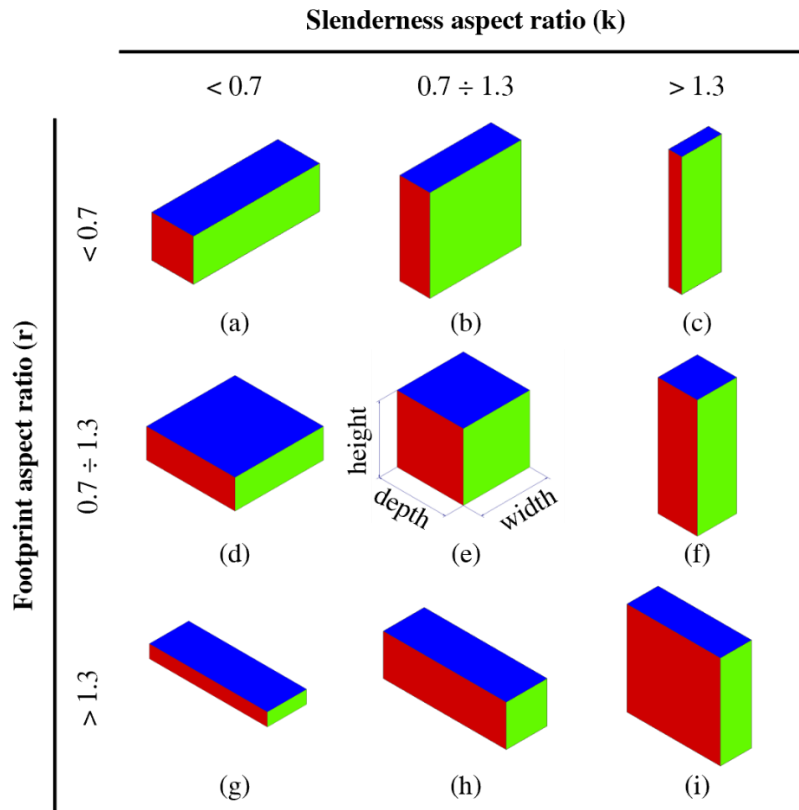 Slenderness aspect ratio (k)
< 0.7
0.7 ÷ 1.3
> 1.3
Footprint aspect ratio (r)
< 0.7
(a)
(b)
(c)
0.7 ÷ 1.3
height
depth
width
(d)
(e)
(f)
> 1.3
(g)
(h)
(i)